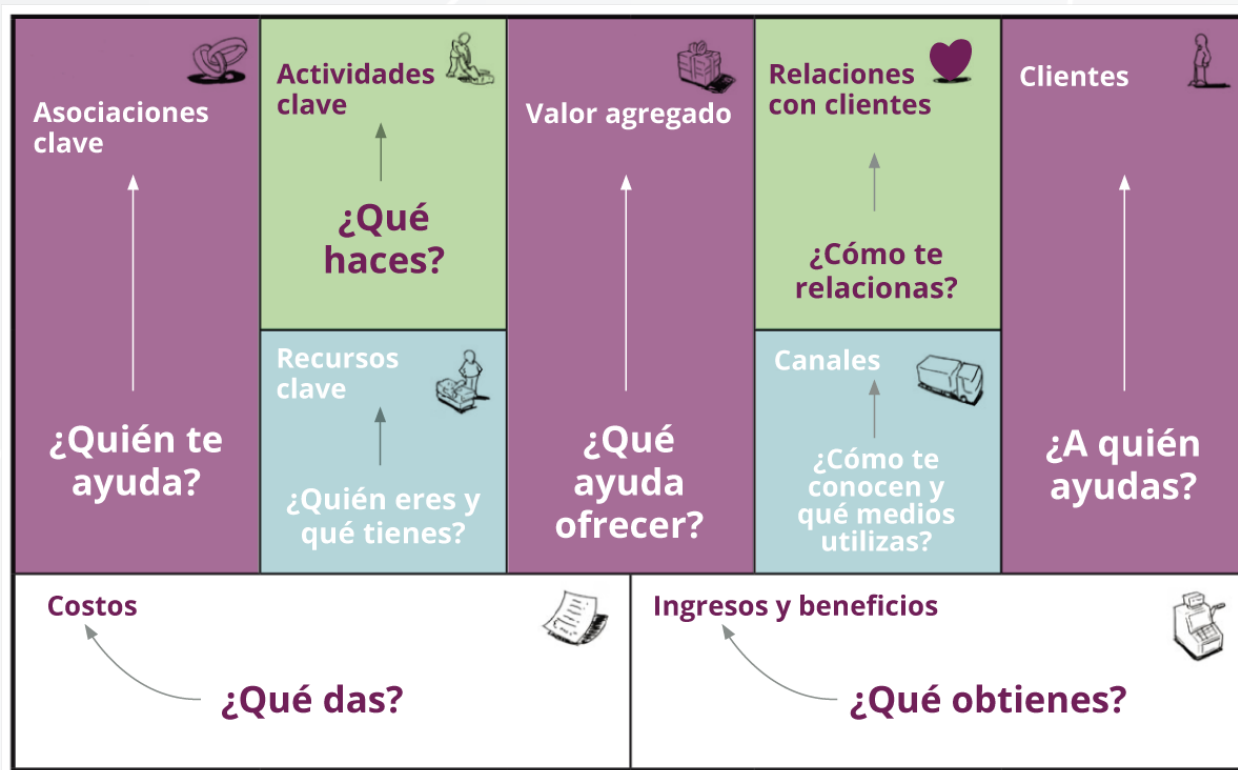 Asociaciones
clave
¿Quién te
ayuda?
Actividades
clave
¿Qué
haces?
Recursos
clave
¿Quién eres y
qué tienes?
Valor agregado
¿Qué
ayuda
ofrecer?
Relaciones
con clientes
¿Cómo te
relacionas?
Canales
¿Cómo te
conocen y
qué medios
utilizas?
Clientes
¿A quién
ayudas?
Costos
¿Qué das?
Ingresos y beneficios
¿Qué obtienes?